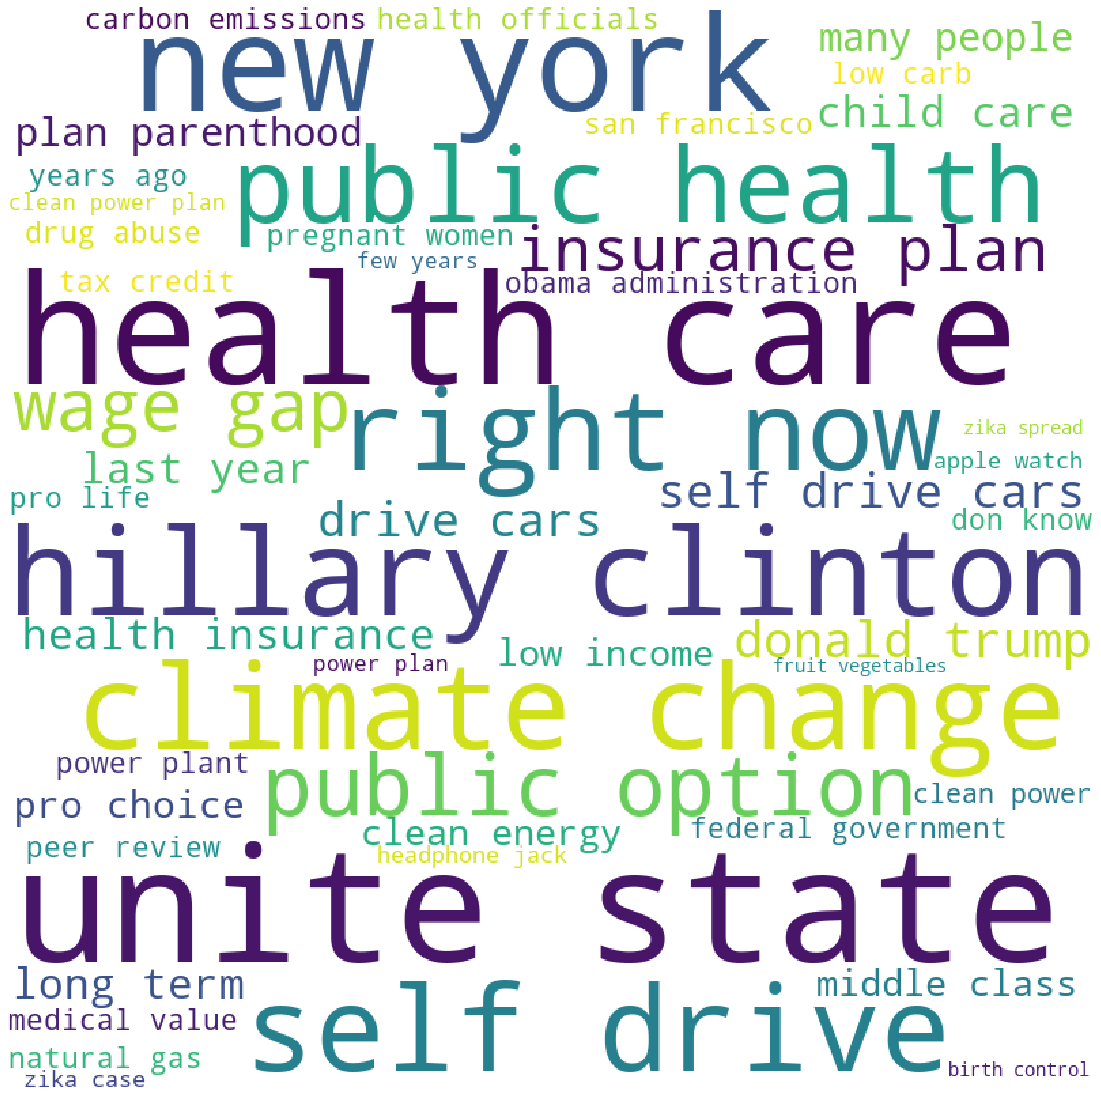 carbon emissions
health officials
new york
many people
low carb
child care
san francisco
plan parenthood
public health
years ago
clean power plan
drug abuse
pregnant women
insurance plan
few years
tax credit
obama administration
health care
wage gap
right now
zika spread
last year
apple watch
pro life
self drive cars
drive cars
don know
hillary clinton
health insurance
donald trump
low income
power plan
fruit vegetables
climate change
power plant
public option
clean power
pro choice
clean energy
federal government
peer review
headphone jack
unite state
long term
middle class
self drive
medical value
natural gas
birth control
zika case